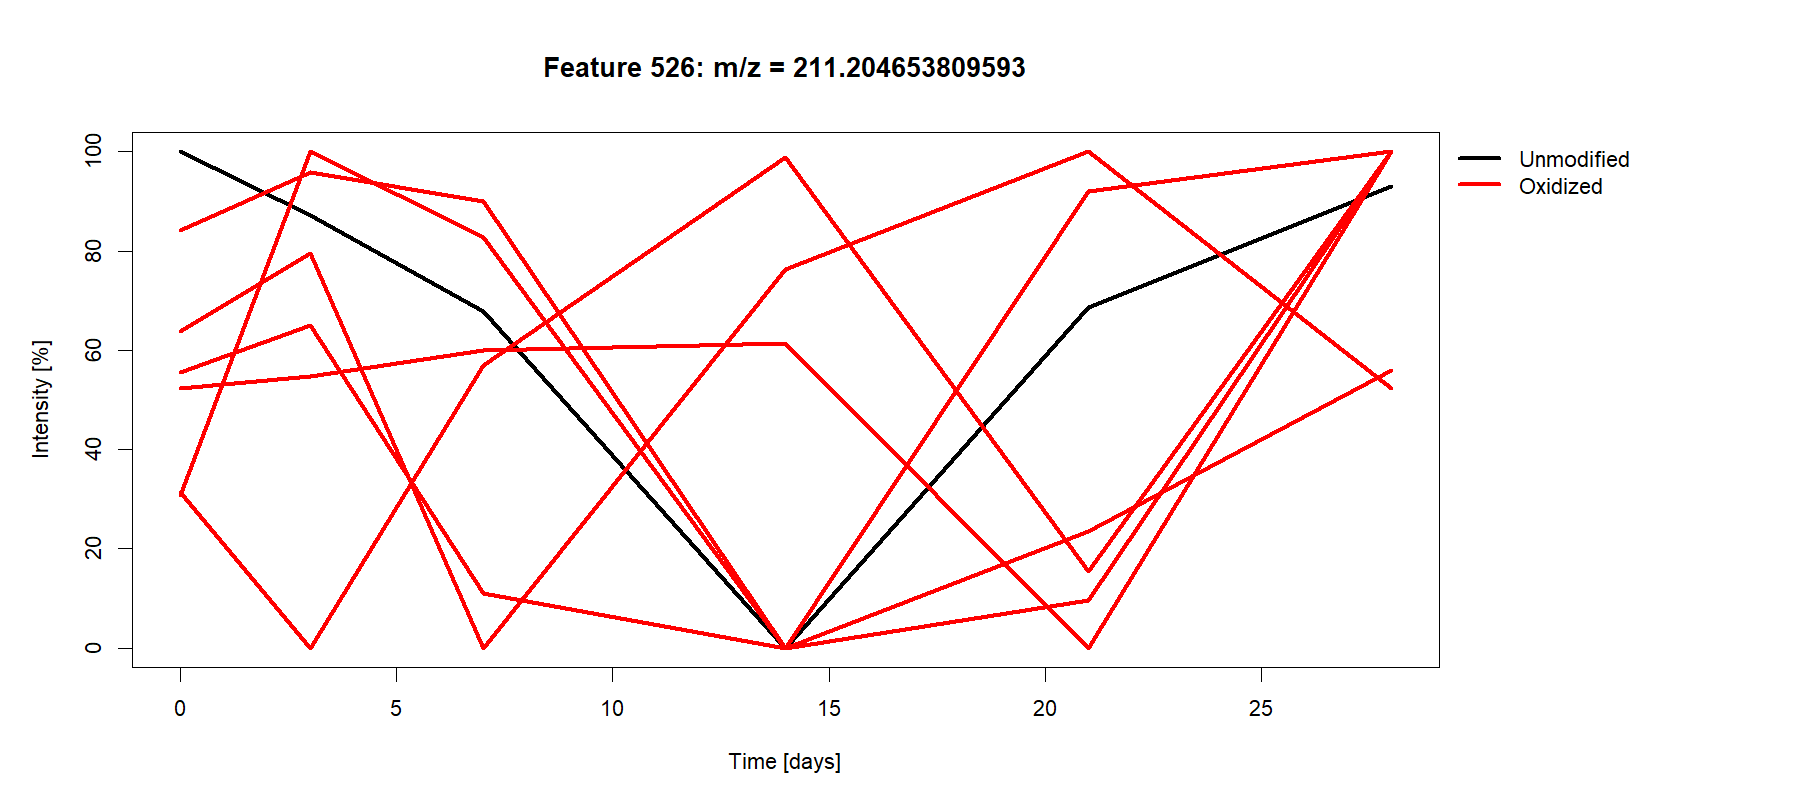 Feature 526: m/z = 211.204653809593
Unmodified
Oxidized
Intensity [%]
100
80
60
40
20
0
0 5 10 15 20 25
Time [days]